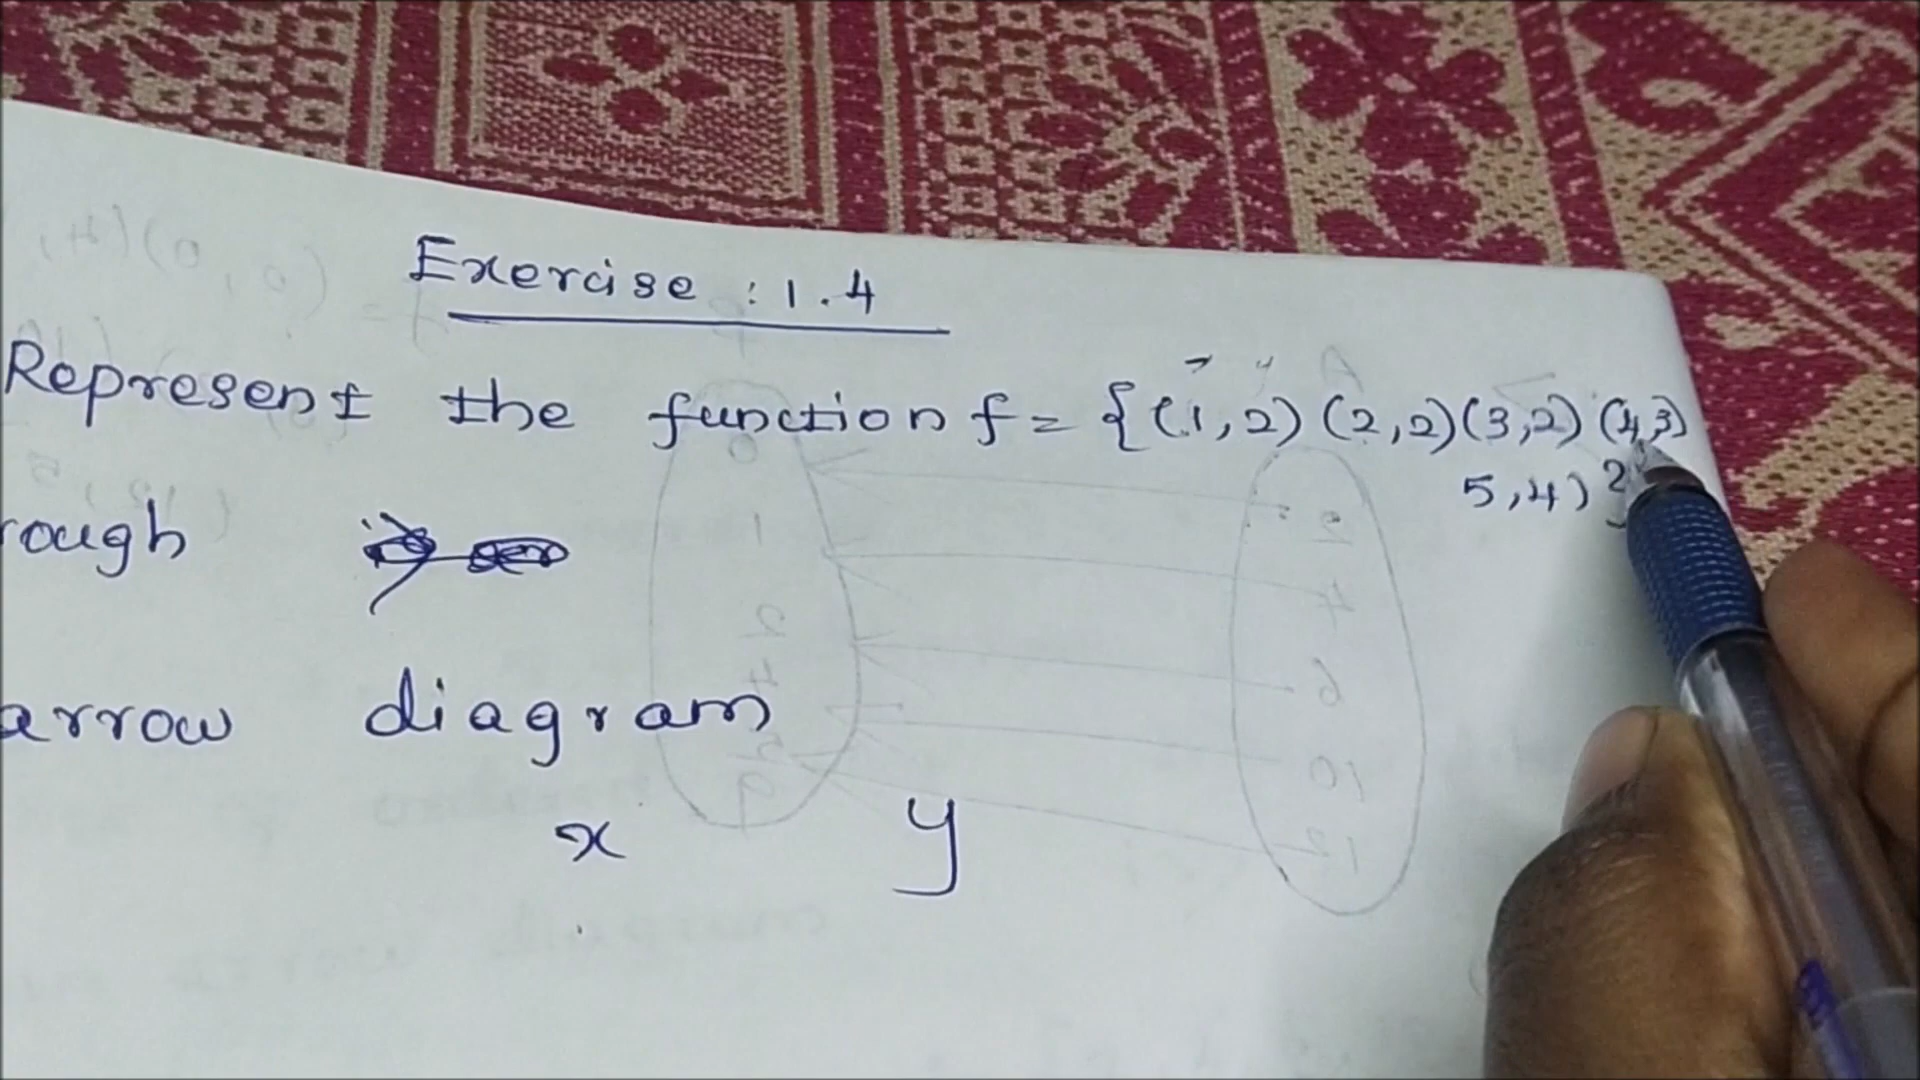 Exercise : 1.4
Represent the function f = {(1,2) (2,2)(3,2) (4,3)
5,4)}
rough
arrow diagram
x y